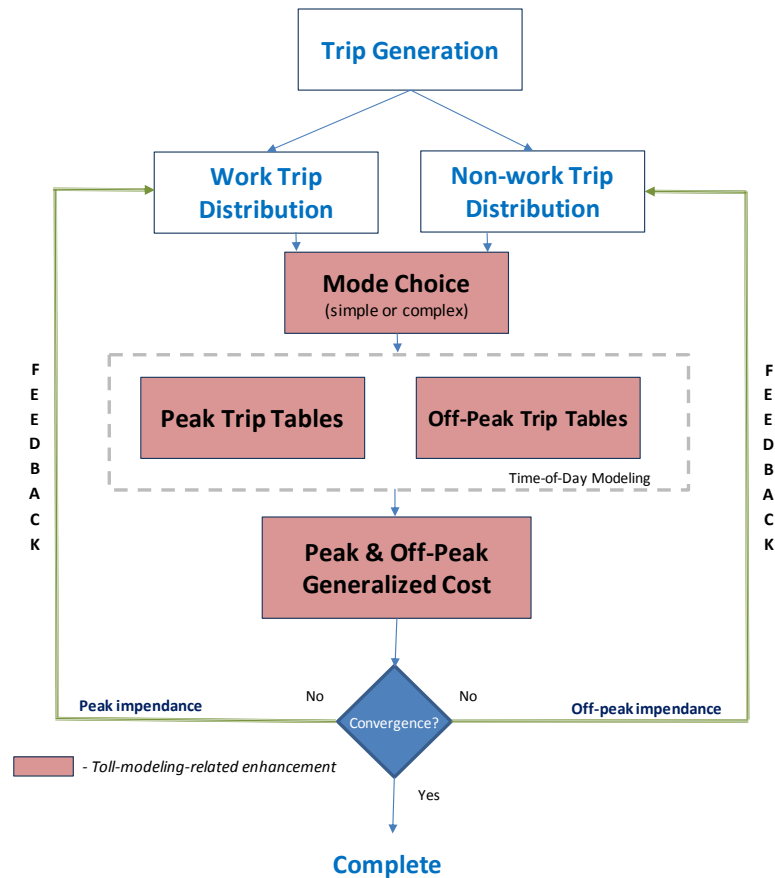 Trip Generation
Work Trip
Distribution
Non-work Trip
Distribution
Mode Choice
(simple or complex)
FEEDBACK
FEEDBACK
Peak Trip Tables
Off-Peak Trip Tables
Time-of-Day Modeling
Peak & Off-Peak
Generalized Cost
No
No
Peak impendance
Convergence?
Off-peak impendance
- Toll-modeling-related enhancement
Yes
Complete